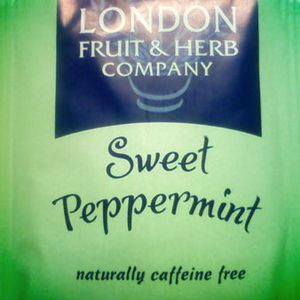 LONDON
FRUIT & HERB
COMPANY
Sweet
Peppermint
naturally caffeine free